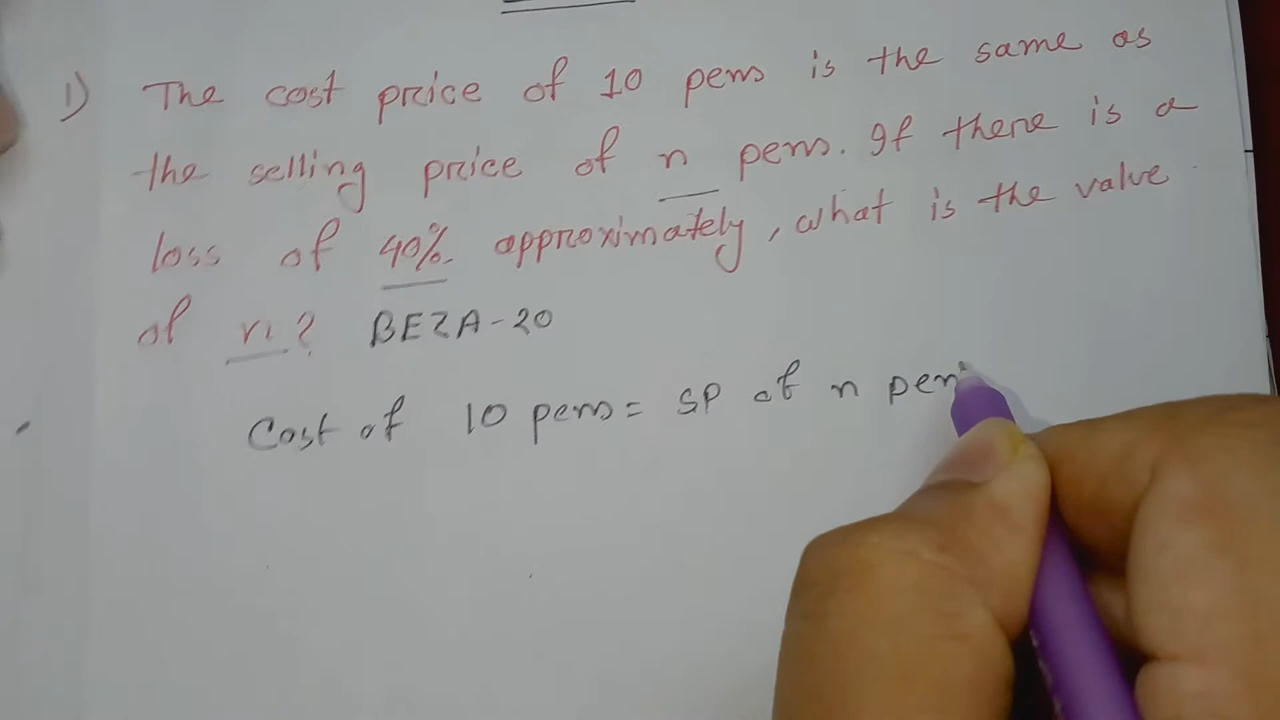 1) The cost price of 10 pens is the same as
the selling price of n pens. If there is a
loss of 40% approximately, what is the value
of n? BEZA-20
Cost of 10 pens = SP of n pen